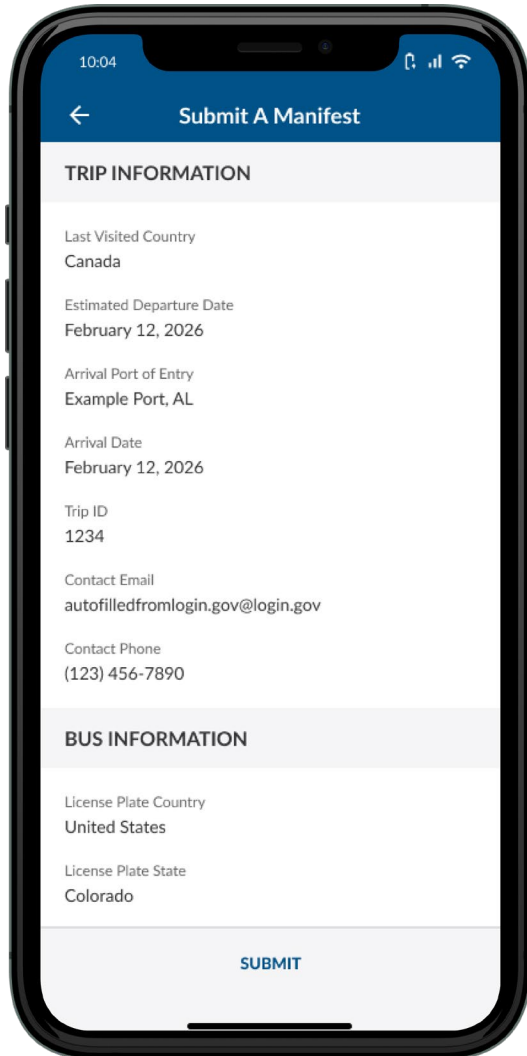 10:04
Submit A Manifest
TRIP INFORMATION
Last Visited Country
Canada
Estimated Departure Date
February 12, 2026
Arrival Port of Entry
Example Port, AL
Arrival Date
February 12, 2026
Trip ID
1234
Contact Email
autofilledfromlogin.gov@login.gov
Contact Phone
(123) 456-7890
BUS INFORMATION
License Plate Country
United States
License Plate State
Colorado
SUBMIT